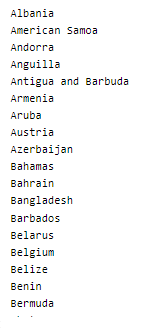 Albania
American Samoa
Andorra
Anguilla
Antigua and Barbuda
Armenia
Aruba
Austria
Azerbaijan
Bahamas
Bahrain
Bangladesh
Barbados
Belarus
Belgium
Belize
Benin
Bermuda